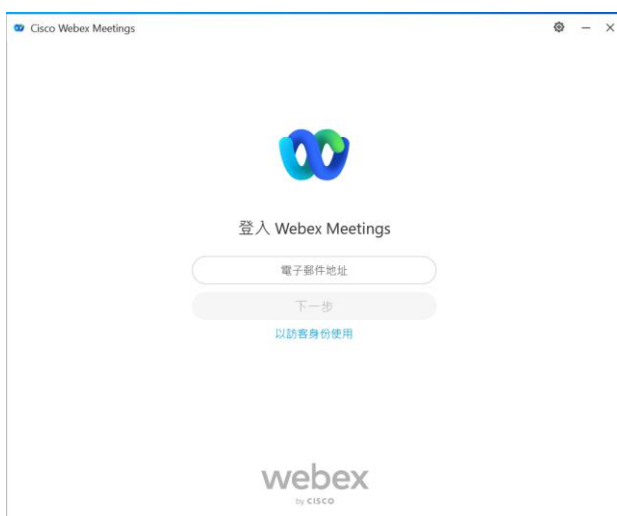 Cisco Webex Meetings
登入 Webex Meetings
電子郵件地址
下一步
以訪客身份使用
webex
by CISCO